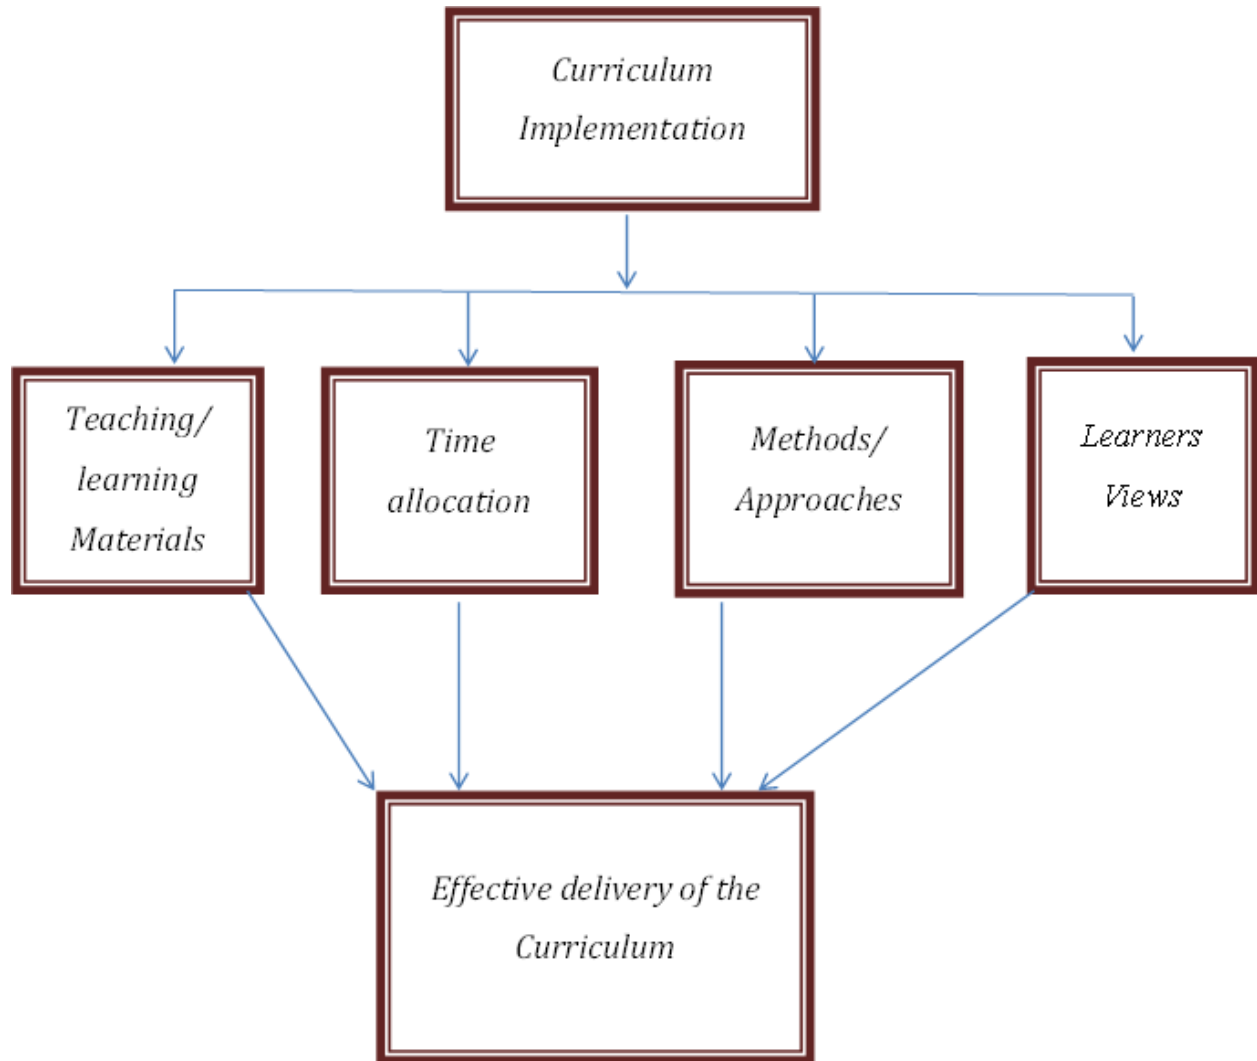 Curriculum
Implementation
Teaching/
learning
Materials
Time
allocation
Methods/
Approaches
Learners
Views
Effective delivery of the
Curriculum